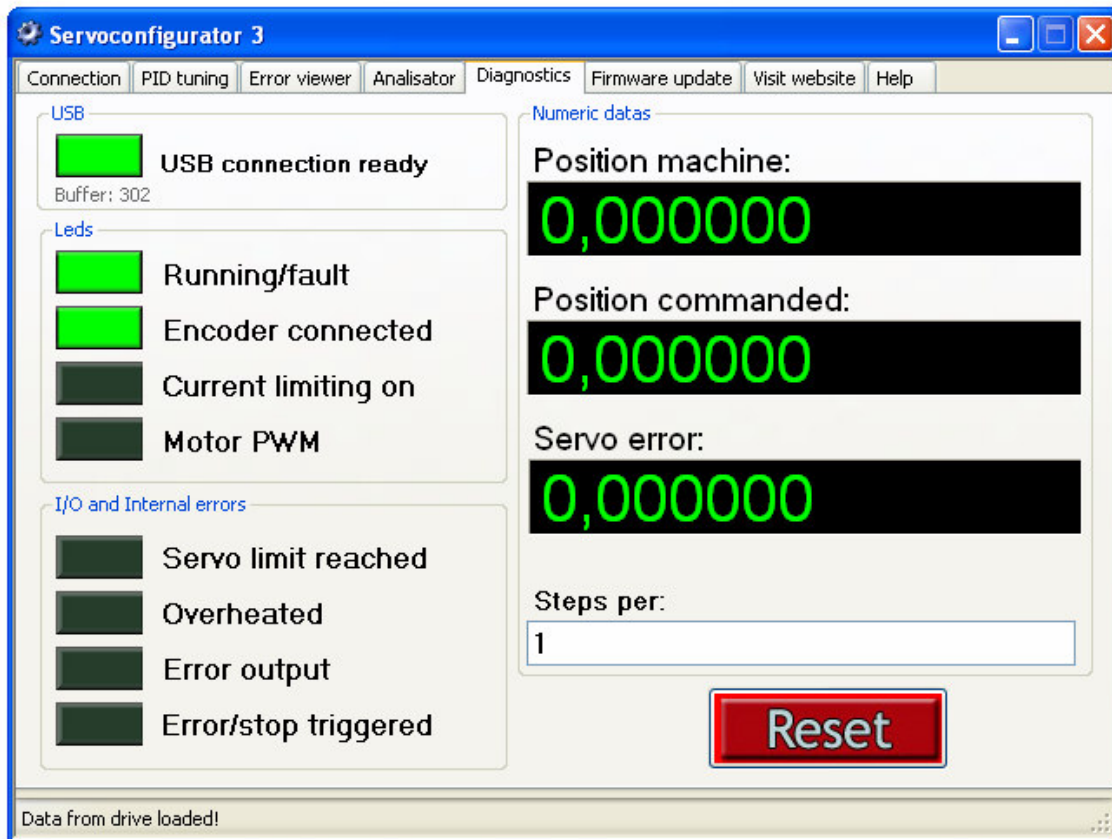 Servoconfigurator 3
Connection PID tuning Error viewer Analisator Diagnostics Firmware update Visit website Help
USB
USB connection ready
Buffer: 302
Leds
Running/fault
Encoder connected
Current limiting on
Motor PWM
I/O and Internal errors
Servo limit reached
Overheated
Error output
Error/stop triggered
Numeric datas
Position machine:
0,000000
Position commanded:
0,000000
Servo error:
0,000000
Steps per:
1
Reset
Data from drive loaded!